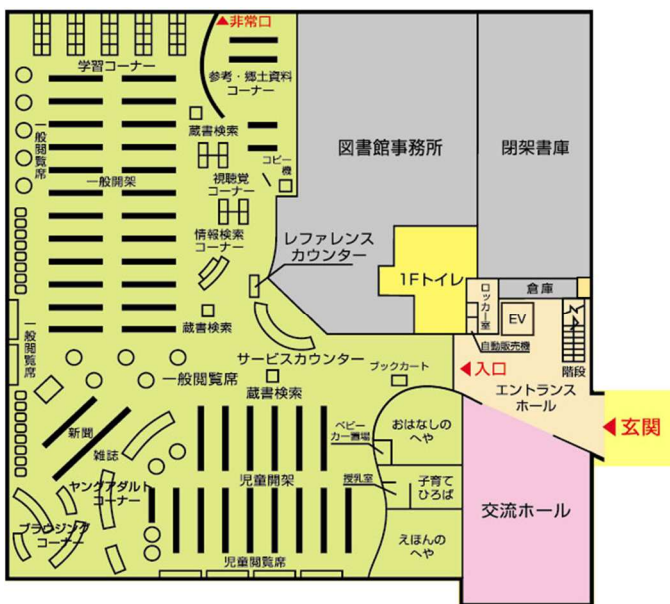 ▲非常口
学習コーナー
参考・郷土資料
コーナー
蔵書検索
一般閲覧席
一般開架
視聴覚
コーナー
コピー
機
図書館事務所
閉架書庫
情報検索
コーナー
レファレンス
カウンター
1Fトイレ
ロッカー室
倉庫
EV
自動販売機
階段
蔵書検索
一般閲覧席
サービスカウンター
一般閲覧席
蔵書検索
ブックカート
◀入口
エントランス
ホール
◀玄関
新聞
雑誌
ベビー
カー置場
おはなしの
へや
児童開架
授乳室
子育て
ひろば
ヤングアダルト
コーナー
ブラウジング
コーナー
交流ホール
えほんの
へや
児童閲覧席